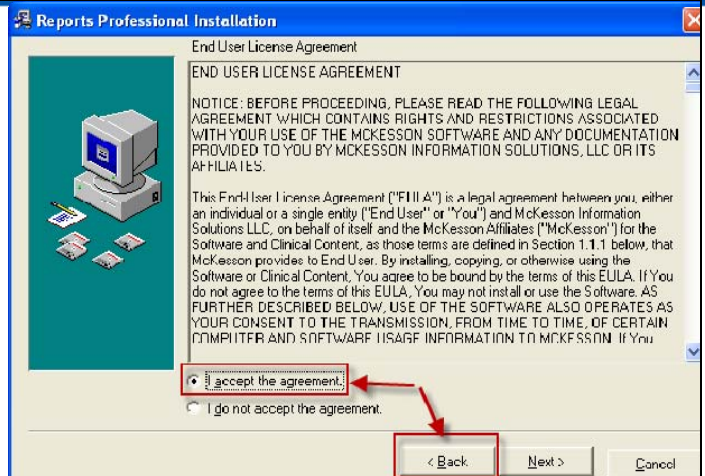 Reports Professional Installation
End User License Agreement
END USER LICENSE AGREEMENT
NOTICE: BEFORE PROCEEDING, PLEASE READ THE FOLLOWING LEGAL
AGREEMENT WHICH CONTAINS RIGHTS AND RESTRICTIONS ASSOCIATED
WITH YOUR USE OF THE MCKESSON SOFTWARE AND ANY DOCUMENTATION
PROVIDED TO YOU BY MCKESSON INFORMATION SOLUTIONS, LLC OR ITS
AFFILIATES.
This End-User License Agreement ("EULA") is a legal agreement between you, either
an individual or a single entity ("End User" or "You") and McKesson Information
Solutions LLC, on behalf of itself and the McKesson Affiliates ("McKesson") for the
Software and Clinical Content, as those terms are defined in Section 1.1.1 below, that
McKesson provides to End User. By installing, copying, or otherwise using the
Software or Clinical Content, You agree to be bound by the terms of this EULA. If You
do not agree to the terms of this EULA, You may not install or use the Software. AS
FURTHER DESCRIBED BELOW, USE OF THE SOFTWARE ALSO OPERATES AS
YOUR CONSENT TO THE TRANSMISSION, FROM TIME TO TIME, OF CERTAIN
COMPUTER AND SOFTWARE USAGE INFORMATION TO MCKESSON. If You
I accept the agreement.
I do not accept the agreement.
< Back Next > Cancel